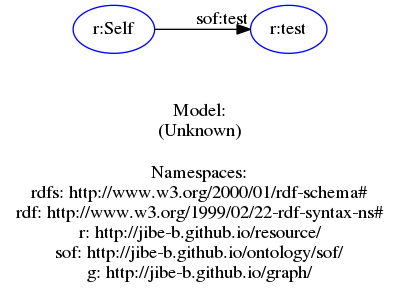 r:Self sof:test r:test
Model:
(Unknown)
Namespaces:
rdfs: http://www.w3.org/2000/01/rdf-schema#
rdf: http://www.w3.org/1999/02/22-rdf-syntax-ns#
r: http://jibe-b.github.io/resource/
sof: http://jibe-b.github.io/ontology/sof/
g: http://jibe-b.github.io/graph/